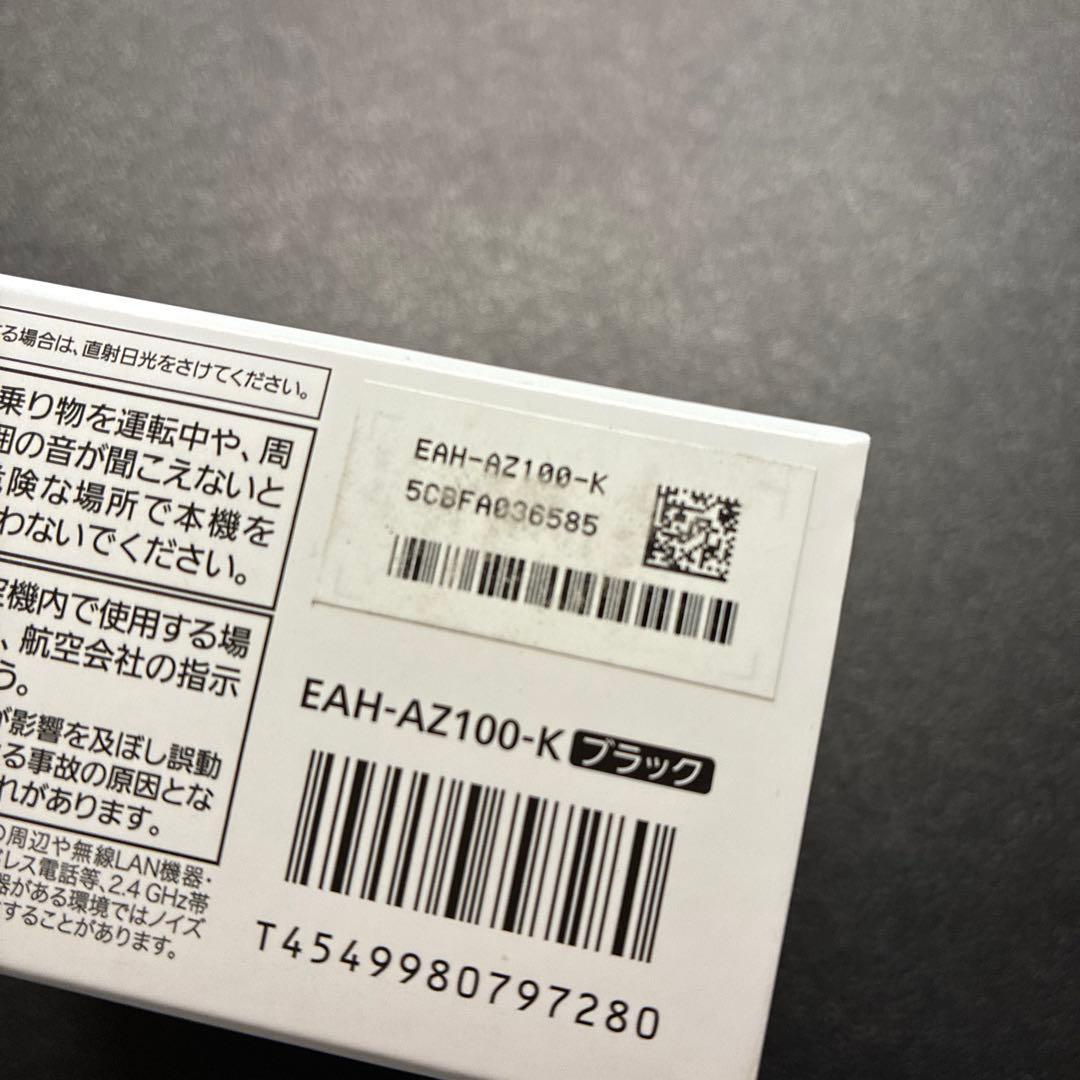 る場合は、直射日光をさけてください。
乗り物を運転中や、周
囲の音が聞こえないと
危険な場所で本機を
わないでください。
空機内で使用する場
、航空会社の指示
う。
が影響を及ぼし誤動
る事故の原因とな
れがあります。
の周辺や無線LAN機器・
レス電話等、2.4 GHz帯
器がある環境ではノイズ
することがあります。
EAH-AZ100-K
5CBFA036585
EAH-AZ100-K ブラック
T4549980797280